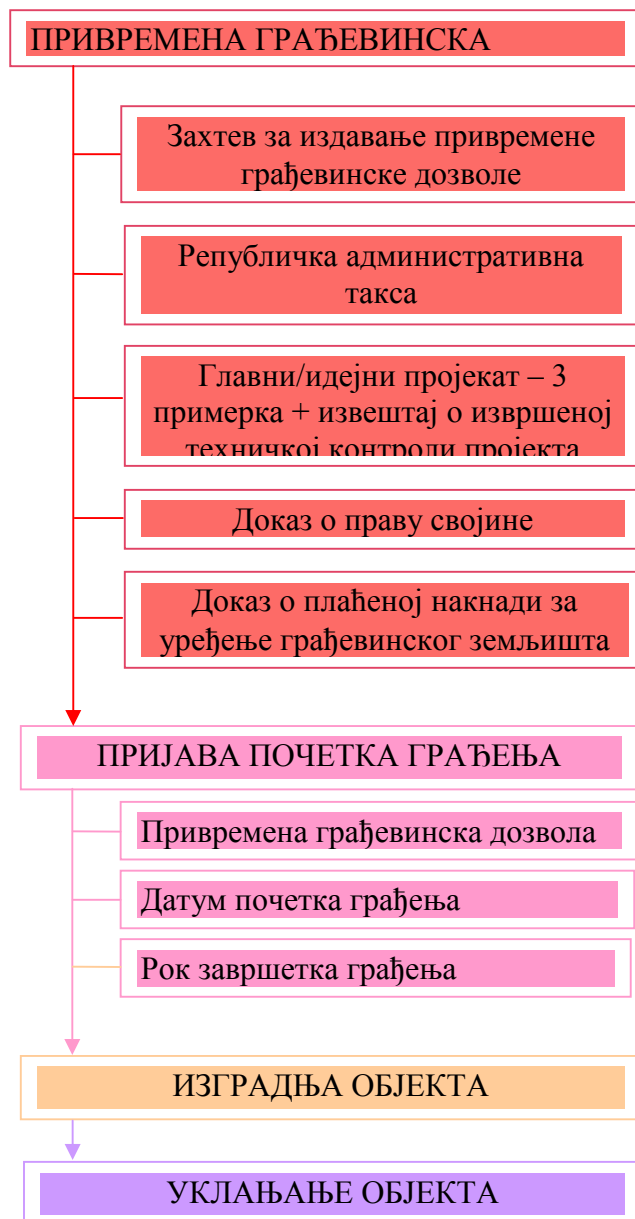 ПРИВРЕМЕНА ГРАЂЕВИНСКА
Захтев за издавање привремене
грађевинске дозволе
Републичка административна
такса
Главни/идејни пројекат – 3
примерка + извештај о извршеној
техничкој контроли пројекта
Доказ о праву својине
Доказ о плаћеној накнади за
уређење грађевинског земљишта
ПРИЈАВА ПОЧЕТКА ГРАЂЕЊА
Привремена грађевинска дозвола
Датум почетка грађења
Рок завршетка грађења
ИЗГРАДЊА ОБЈЕКТА
УКЛАЊАЊЕ ОБЈЕКТА